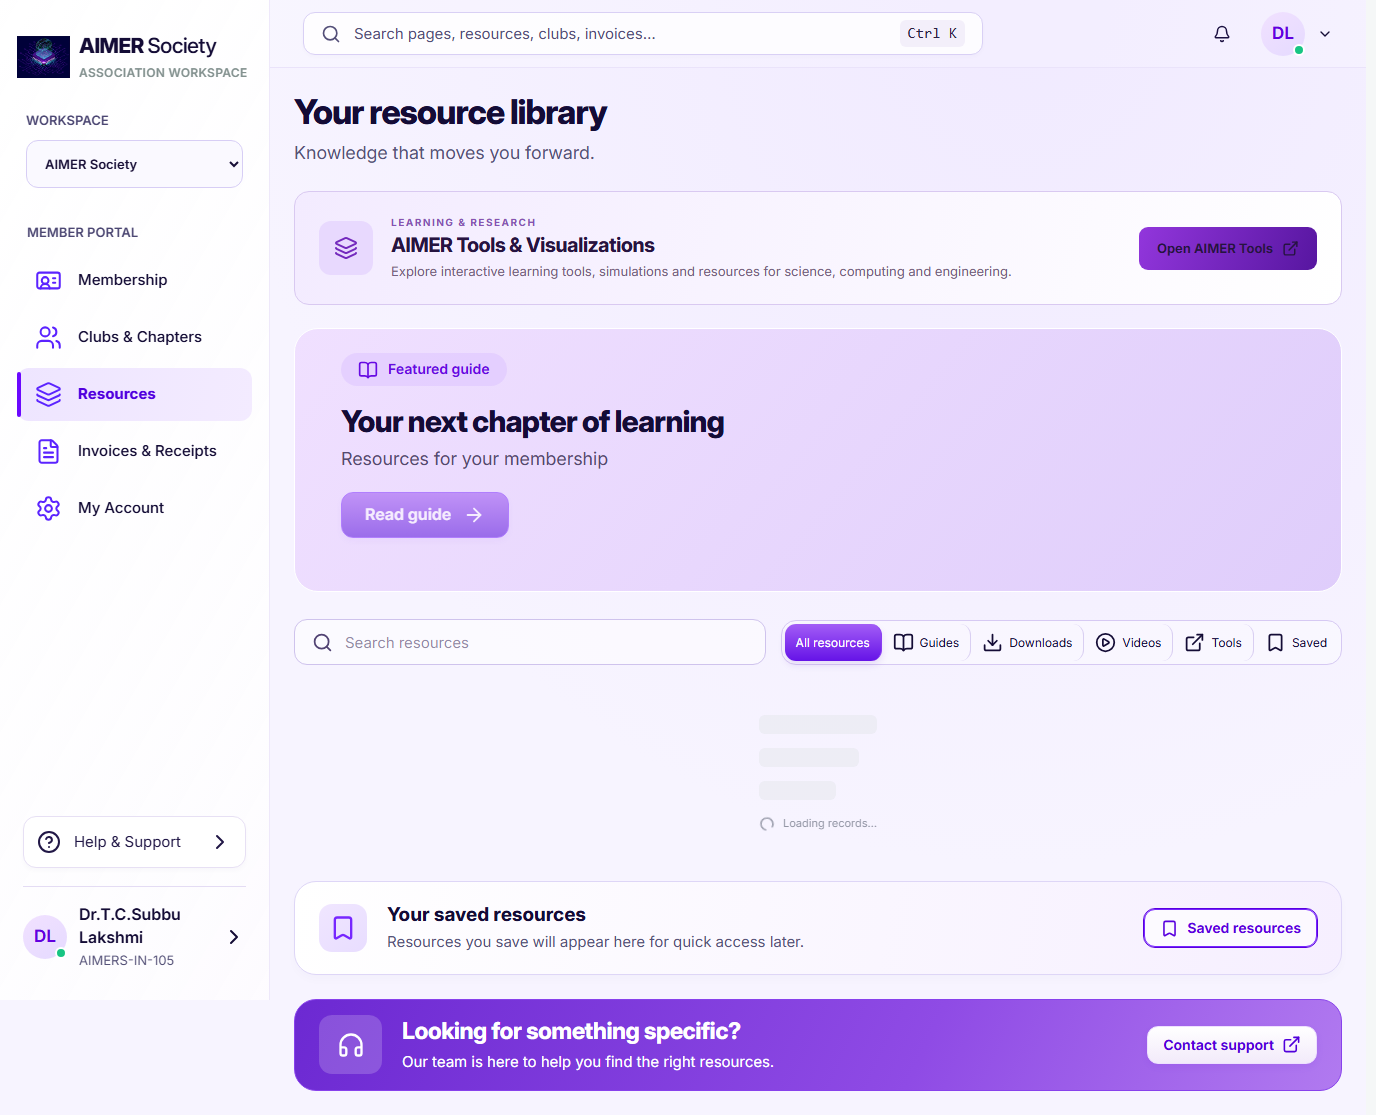 AIMER Society
ASSOCIATION WORKSPACE
WORKSPACE
AIMER Society
MEMBER PORTAL
Membership
Clubs & Chapters
Resources
Invoices & Receipts
My Account
Help & Support
DL
Dr.T.C.Subbu
Lakshmi
AIMERS-IN-105
Search pages, resources, clubs, invoices...
Ctrl K
DL
Your resource library
Knowledge that moves you forward.
LEARNING & RESEARCH
AIMER Tools & Visualizations
Explore interactive learning tools, simulations and resources for science, computing and engineering.
Open AIMER Tools
Featured guide
Your next chapter of learning
Resources for your membership
Read guide
Search resources
All resources
Guides
Downloads
Videos
Tools
Saved
Loading records...
Your saved resources
Resources you save will appear here for quick access later.
Saved resources
Looking for something specific?
Our team is here to help you find the right resources.
Contact support